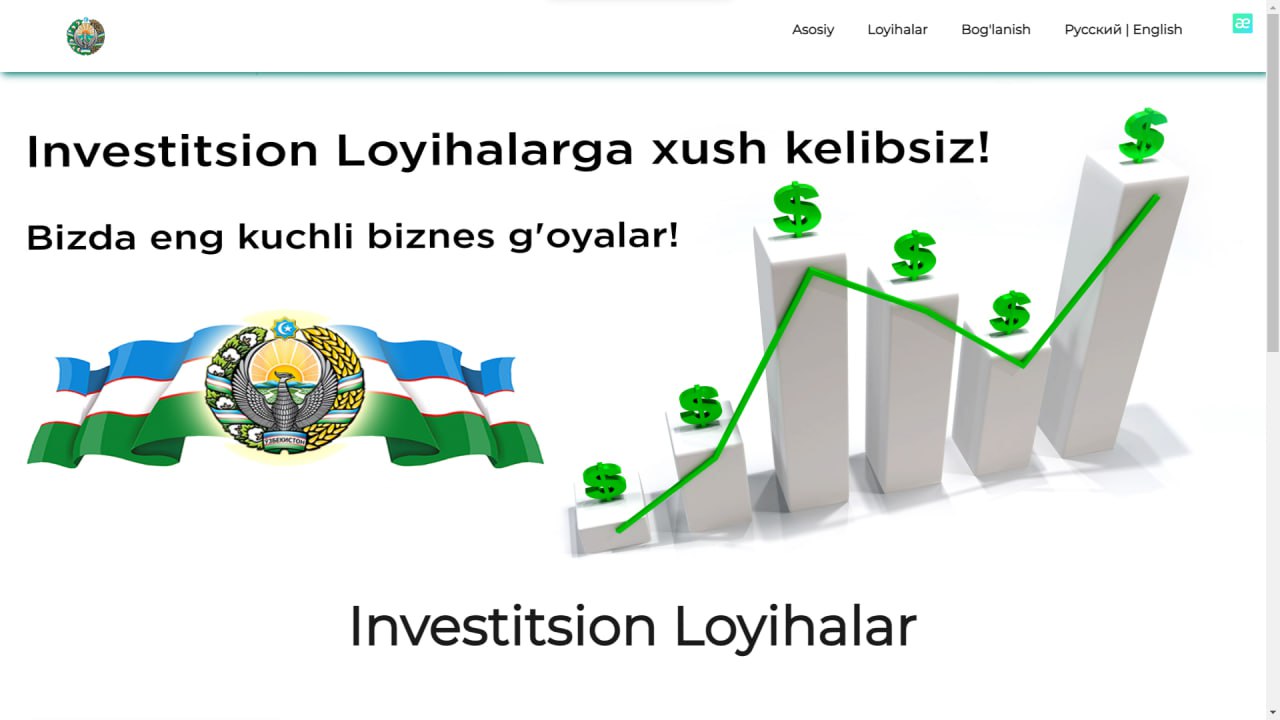 Asosiy Loyihalar Bog'lanish Русский | English
æ
Investitsion Loyihalarga xush kelibsiz!
Bizda eng kuchli biznes g'oyalar!
$
$
$
$
$
$
ЎЗБЕКИСТОН
Investitsion Loyihalar